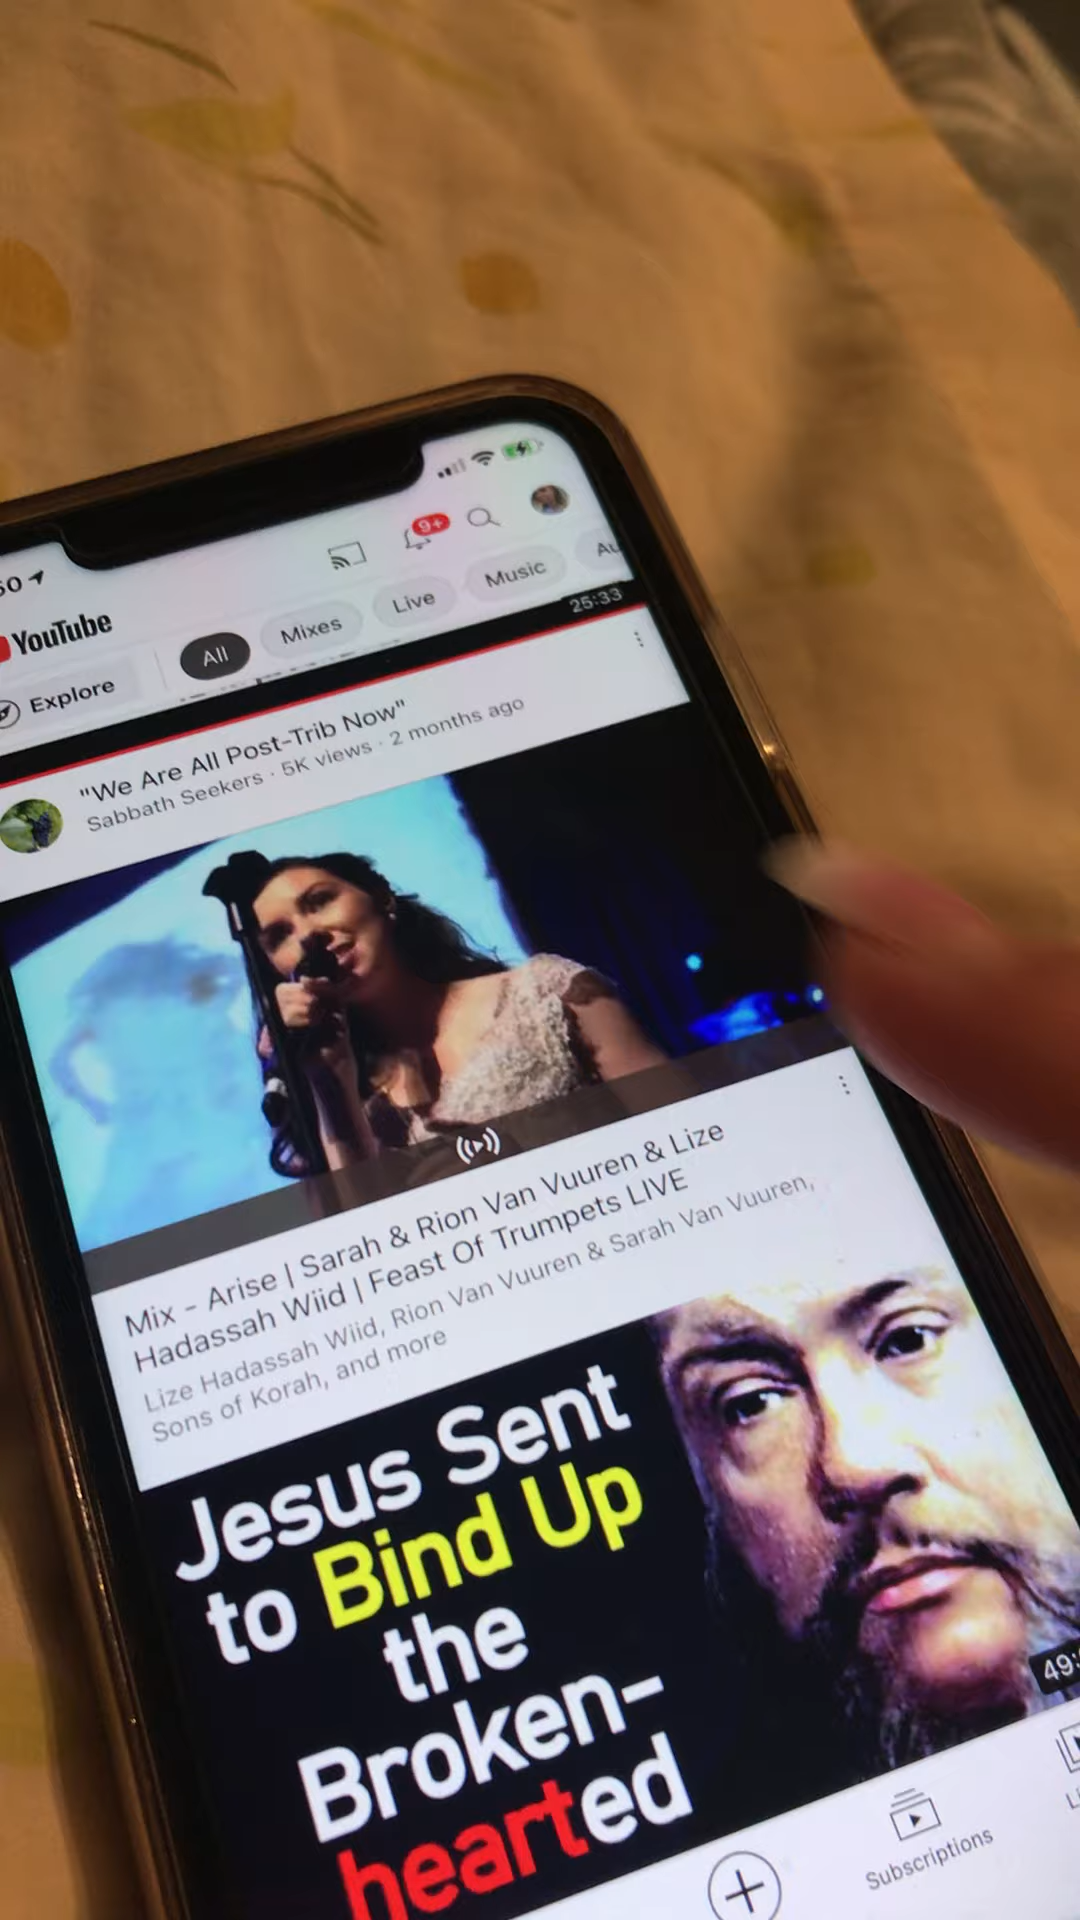 50
9+
YouTube
Explore
All
Mixes
Live
Music
25:33
"We Are All Post-Trib Now"
Sabbath Seekers · 5K views · 2 months ago
Mix - Arise | Sarah & Rion Van Vuuren & Lize
Hadassah Wiid | Feast Of Trumpets LIVE
Lize Hadassah Wiid, Rion Van Vuuren & Sarah Van Vuuren,
Sons of Korah, and more
Jesus Sent
to Bind Up
the
Broken-
hearted
49:
Subscriptions